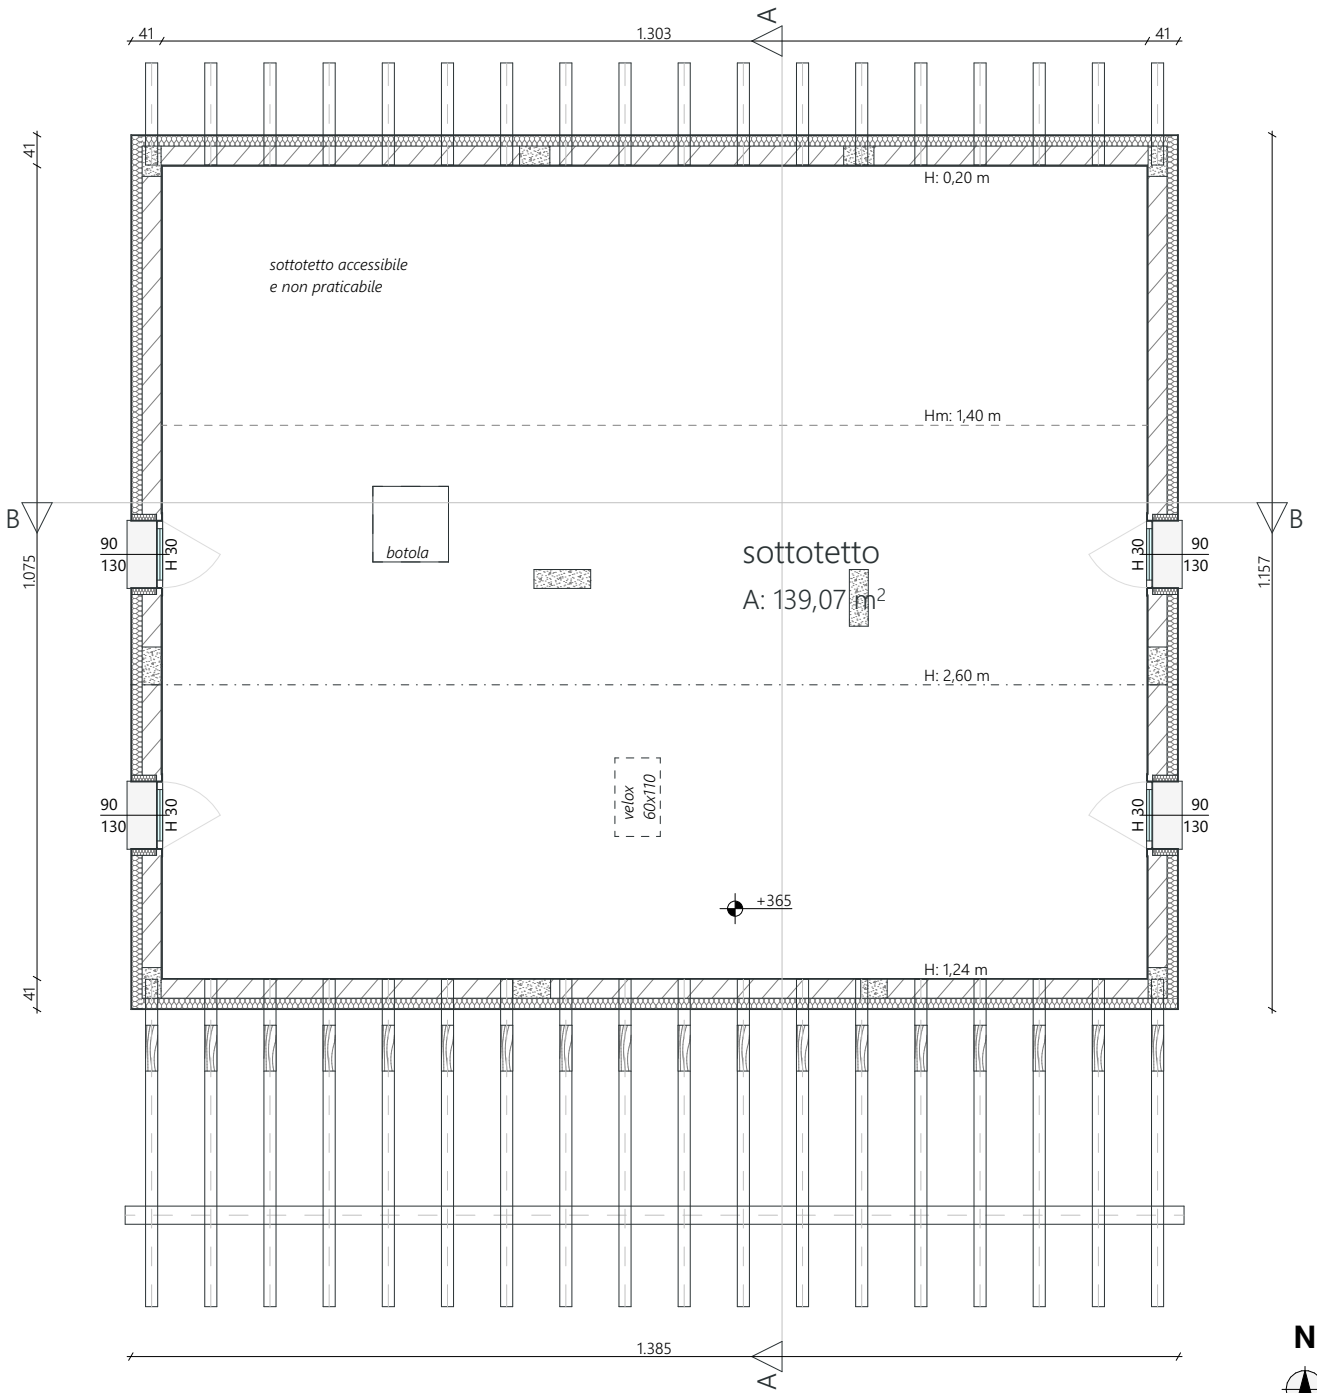 A
41
1.303
41
41
H: 0,20 m
sottotetto accessibile
e non praticabile
Hm: 1,40 m
B
B
90
130
H 30
botola
sottotetto
A: 139,07 m²
H 30
90
130
1.075
1.157
H: 2,60 m
90
130
H 30
velox
60x110
H 30
90
130
+365
H: 1,24 m
41
1.385
A
N